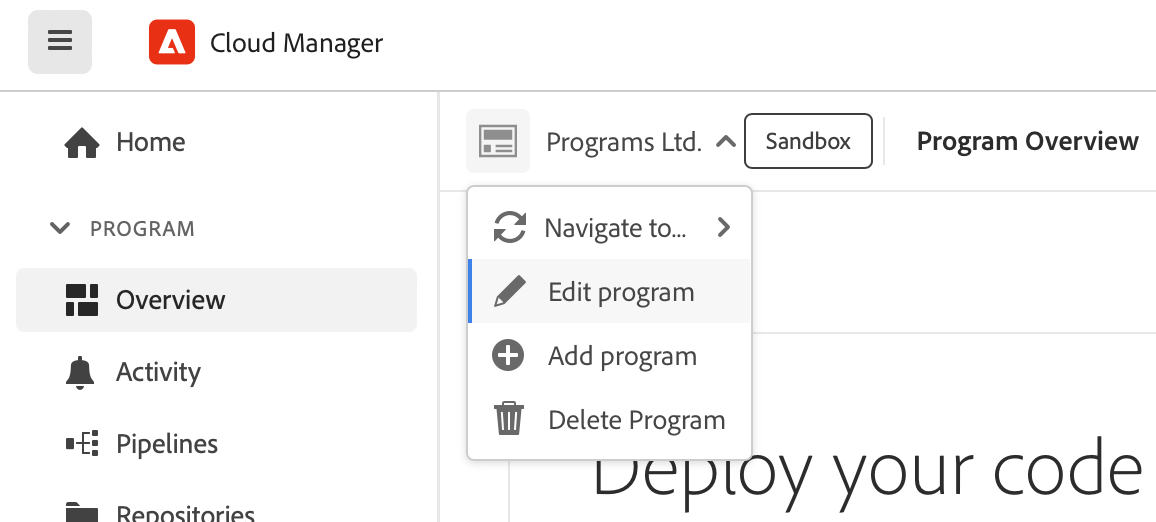 Cloud Manager
Home
PROGRAM
Overview
Activity
Pipelines
Repositories
Programs Ltd.
Sandbox
Program Overview
Navigate to...
Edit program
Add program
Delete Program
Deploy your code